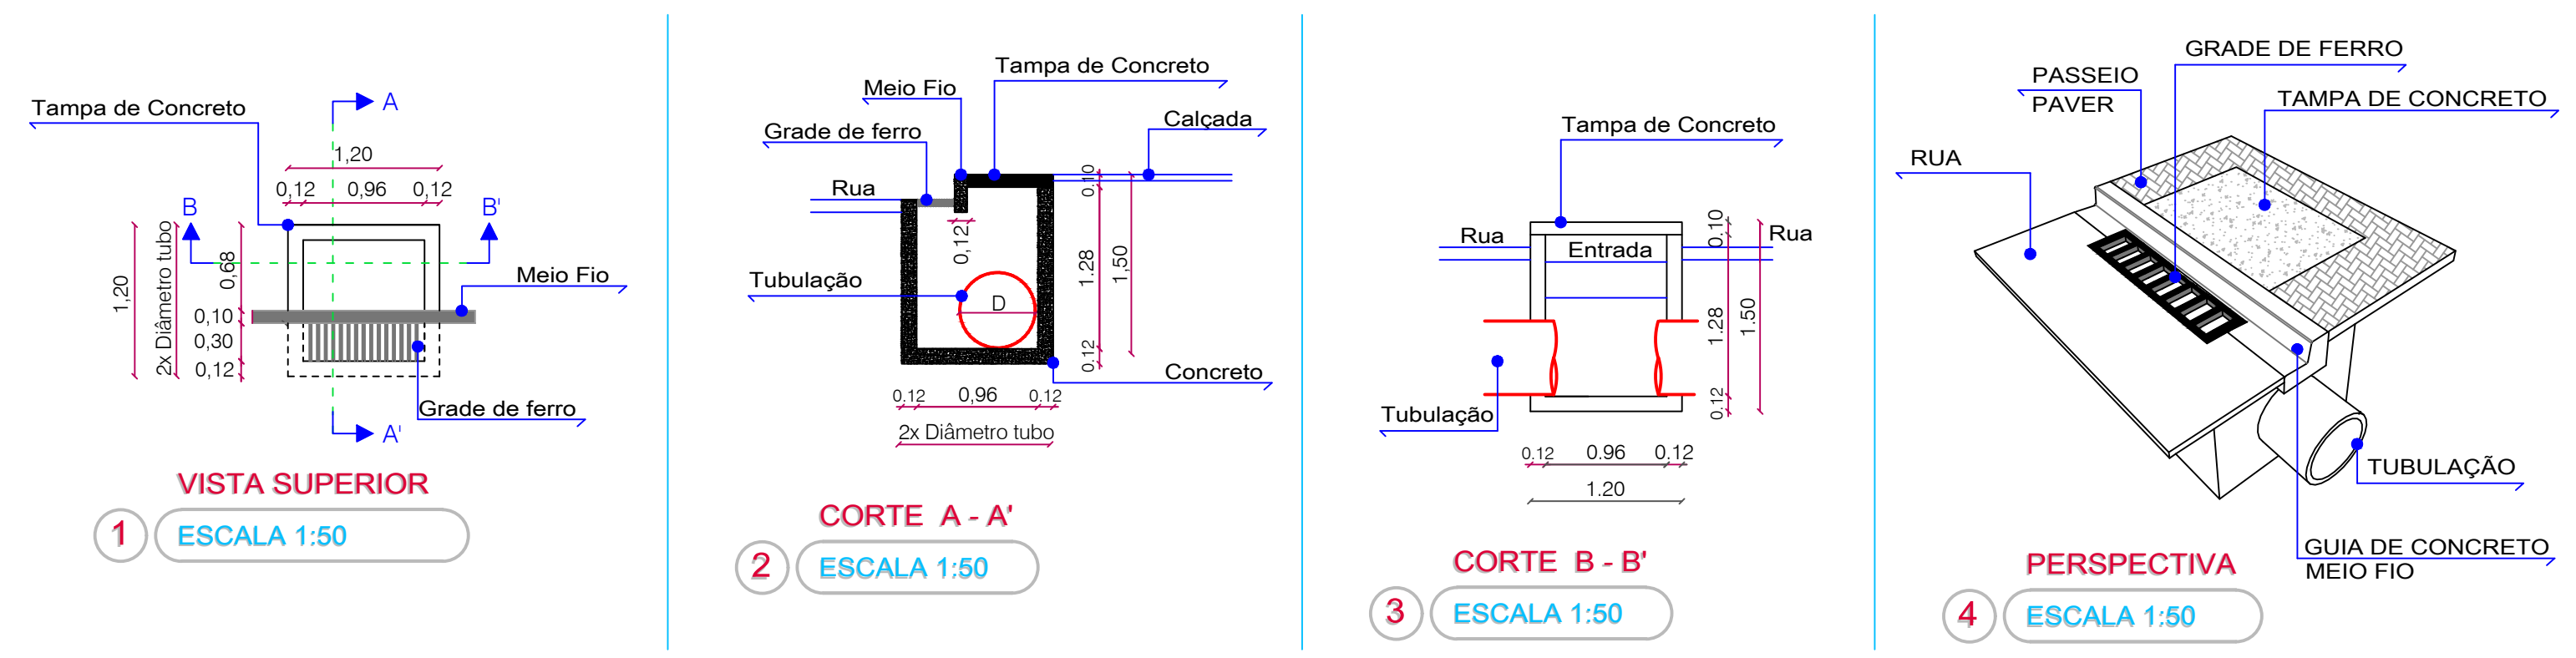 Tampa de Concreto
A
1,20
0,12 0,96 0,12
B
B'
1,20
2x Diâmetro tubo
0,68
0,10
0,30
0,12
Meio Fio
Grade de ferro
A'
VISTA SUPERIOR
1
ESCALA 1:50
Tampa de Concreto
Meio Fio
Calçada
Grade de ferro
Rua
0.10
0,12
1.28
1,50
Tubulação
D
0.12
Concreto
0.12 0,96 0.12
2x Diâmetro tubo
CORTE A - A'
2
ESCALA 1:50
Tampa de Concreto
Rua
Entrada
0.10
Rua
1.28
1.50
0.12
Tubulação
0.12 0.96 0.12
1.20
CORTE B - B'
3
ESCALA 1:50
GRADE DE FERRO
PASSEIO
PAVER
TAMPA DE CONCRETO
RUA
TUBULAÇÃO
GUIA DE CONCRETO
MEIO FIO
PERSPECTIVA
4
ESCALA 1:50